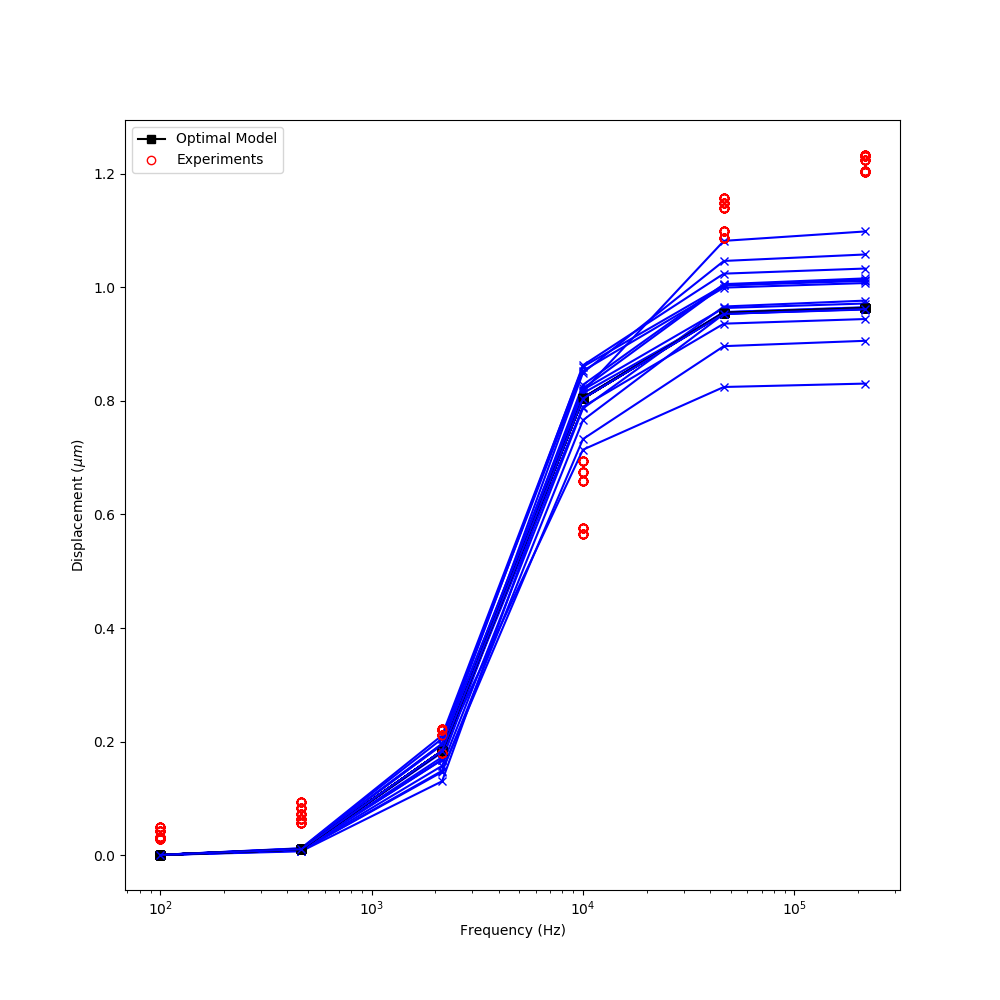 Optimal Model
Experiments
Displacement (μm)
1.2
1.0
0.8
0.6
0.4
0.2
0.0
10²
10³
10⁴
10⁵
Frequency (Hz)